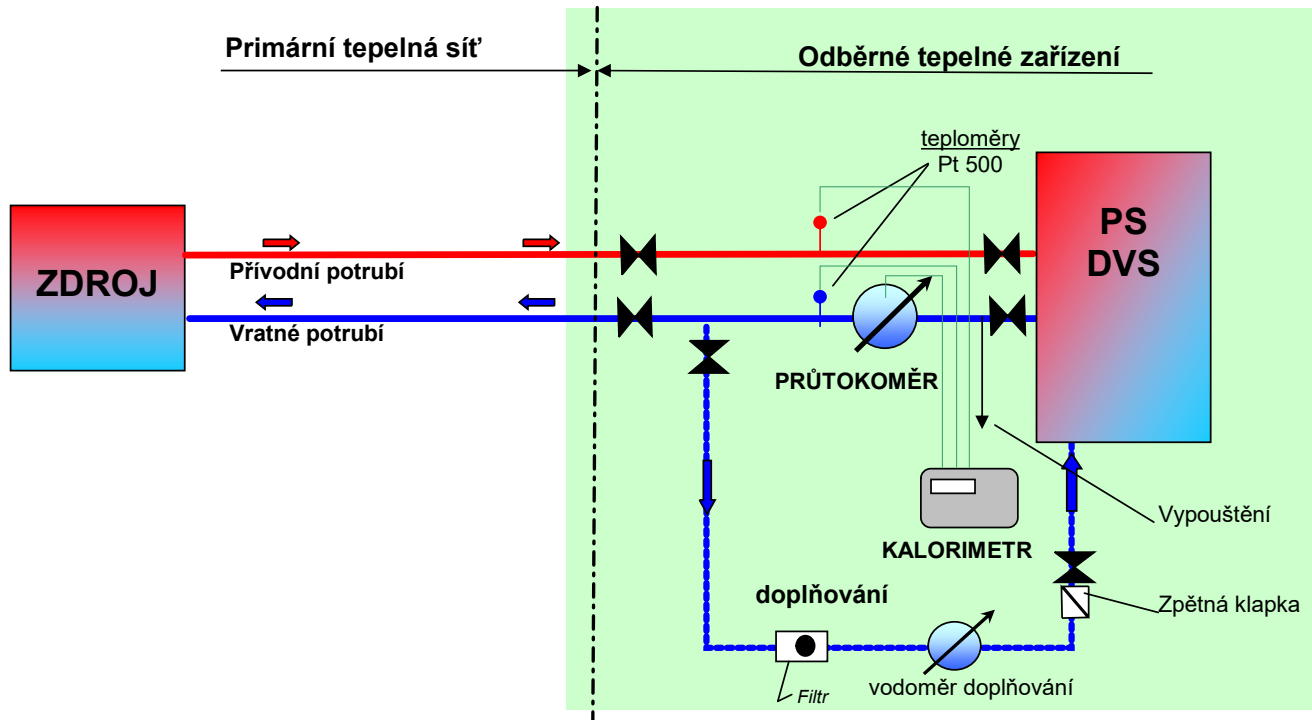 Primární tepelná síť
Odběrné tepelné zařízení
teploměry
Pt 500
ZDROJ
PS
DVS
Přívodní potrubí
Vratné potrubí
PRŮTOKOMĚR
KALORIMETR
Vypouštění
doplňování
Zpětná klapka
Filtr
vodoměr doplňování